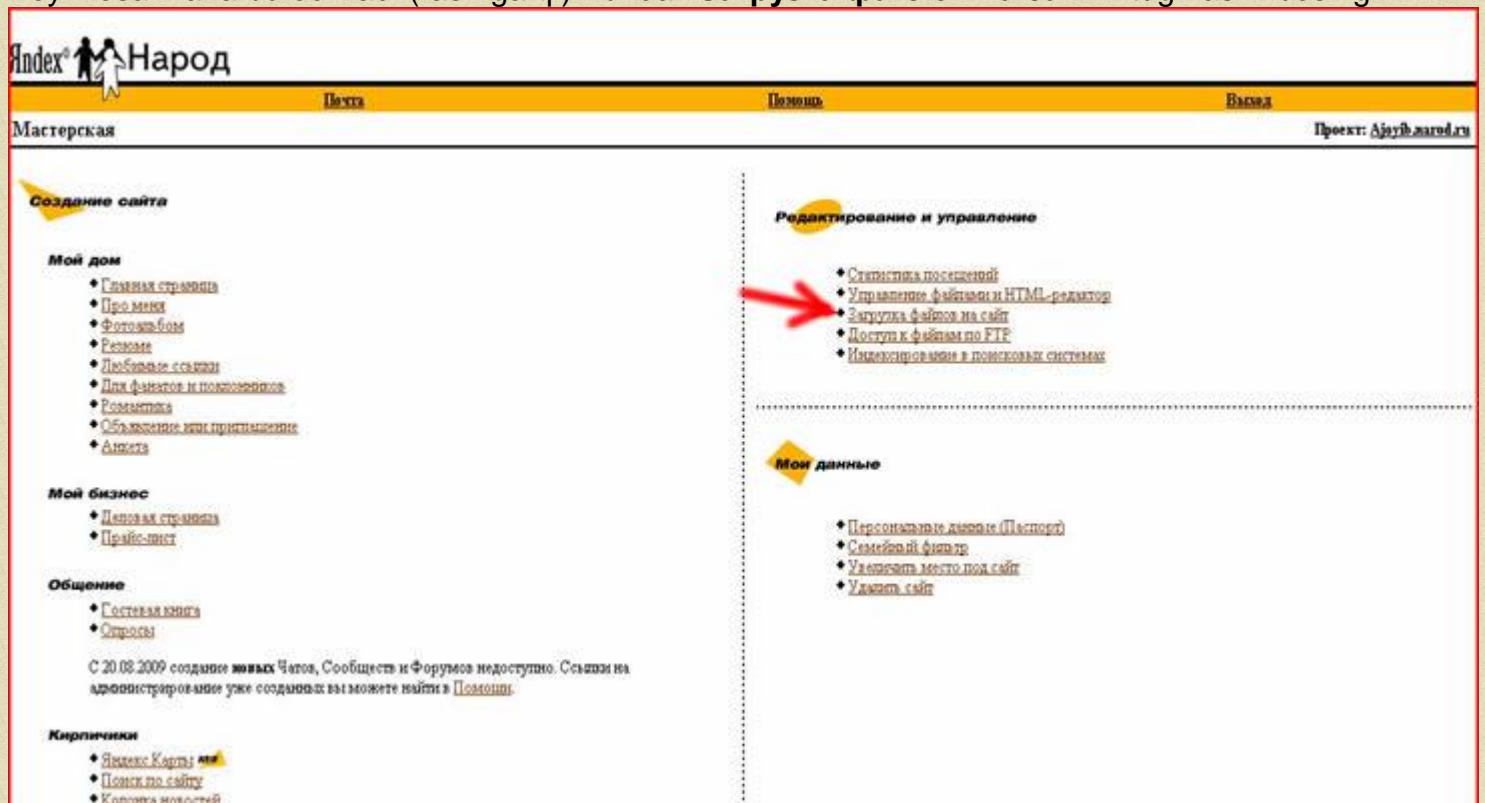 Яndex® Народ
Почта Помощь Выход
Мастерская Проект: Ajoyib.narod.ru
Создание сайта
Мой дом
Главная страница
Про меня
Фотоальбом
Резюме
Любимые ссылки
Для фанатов и поклонников
Романтика
Объявление или приглашение
Анкета
Мой бизнес
Деловая страница
Прайс-лист
Общение
Гостевая книга
Опросы
С 20.08.2009 создание новых Чатов, Сообществ и Форумов недоступно. Ссылки на
администрирование уже созданных вы можете найти в Помощи.
Кирпичики
Яндекс.Карты
Поиск по сайту
Колонка новостей
Редактирование и управление
Статистика посещений
Управление файлами и HTML-редактор
Загрузка файлов на сайт
Доступ к файлам по FTP
Индексирование в поисковых системах
Мои данные
Персональные данные (Паспорт)
Семейный фильтр
Увеличить место под сайт
Удалить сайт